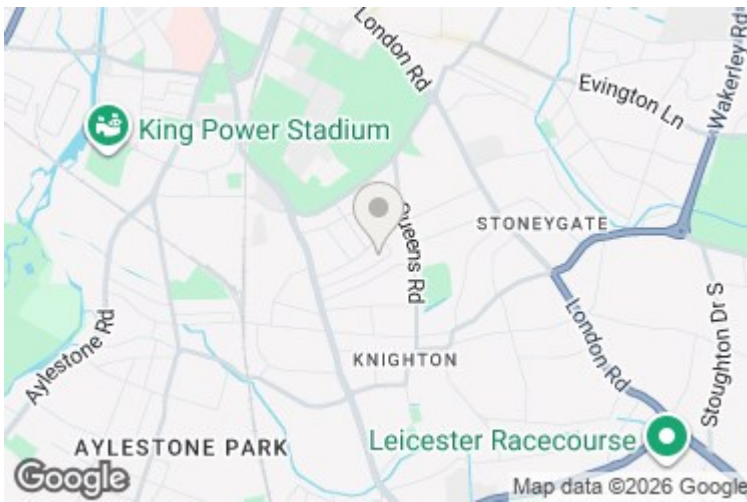 London Rd
Wakerley Rd
Evington Ln
King Power Stadium
Queens Rd
STONEYGATE
Aylestone Rd
London Rd
Stoughton Dr S
KNIGHTON
AYLESTONE PARK
Leicester Racecourse
Google
Map data ©2026 Google